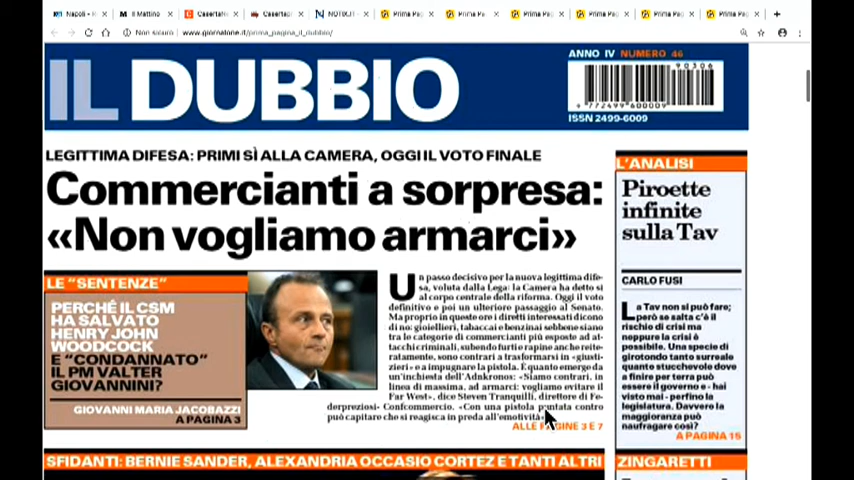 Napoli -
Il Mattino
NOTIX.IT
Prima Pag
Prima Pa
Prima Pag
Prima Pag
Prima Pag
Prima Pag
Non sicuro
www.giornalone.it/prima_pagina_il_dubbio/
IL DUBBIO
ANNO IV NUMERO 46
90306
9 772499 600009
ISSN 2499-6009
LEGITTIMA DIFESA: PRIMI SÌ ALLA CAMERA, OGGI IL VOTO FINALE
Commercianti a sorpresa:
«Non vogliamo armarci»
LE "SENTENZE"
PERCHÉ IL CSM
HA SALVATO
HENRY JOHN
WOODCOCK
E "CONDANNATO"
IL PM VALTER
GIOVANNINI?
GIOVANNI MARIA JACOBAZZI
A PAGINA 3
Un passo decisivo per la nuova legittima dife-
sa, voluta dalla Lega: la Camera ha detto sì
al corpo centrale della riforma. Oggi il voto
definitivo e poi un ulteriore passaggio al Senato.
Ma proprio in queste ore i diretti interessati dicono
di no: gioiellieri, tabaccai e benzinai sebbene siano
tra le categorie di commercianti più esposte ad at-
tacchi criminali, subendo furti e rapine anche reite-
ratamente, sono contrari a trasformarsi in «giusti-
zieri» e a impugnare la pistola. È quanto emerge da
un'inchiesta dell'Adnkronos: «Siamo contrari, in
linea di massima, ad armarci: vogliamo evitare il
Far West», dice Steven Tranquilli, direttore di Fe-
derpreziosi- Confcommercio. «Con una pistola puntata contro
può capitare che si reagisca in preda all'emotività».
ALLE PAGINE 3 E 7
L'ANALISI
Piroette
infinite
sulla Tav
CARLO FUSI
La Tav non si può fare;
però se salta c'è il
rischio di crisi ma
neppure la crisi è
possibile. Una specie di
girotondo tanto surreale
quanto stucchevole dove
a finire per terra può
essere il governo e - hai
visto mai - perfino la
legislatura. Davvero la
maggioranza può
naufragare così?
A PAGINA 15
SFIDANTI: BERNIE SANDER, ALEXANDRIA OCCASIO CORTEZ E TANTI ALTRI
ZINGARETTI